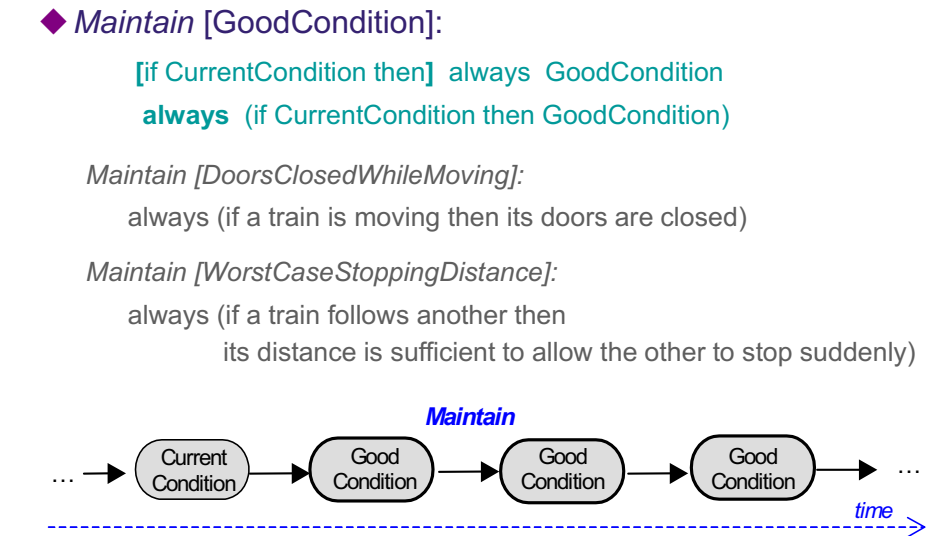 ◆ Maintain [GoodCondition]:
[if CurrentCondition then] always GoodCondition
always (if CurrentCondition then GoodCondition)
Maintain [DoorsClosedWhileMoving]:
always (if a train is moving then its doors are closed)
Maintain [WorstCaseStoppingDistance]:
always (if a train follows another then
its distance is sufficient to allow the other to stop suddenly)
Maintain
… Current Good Good Good …
Condition Condition Condition Condition
time